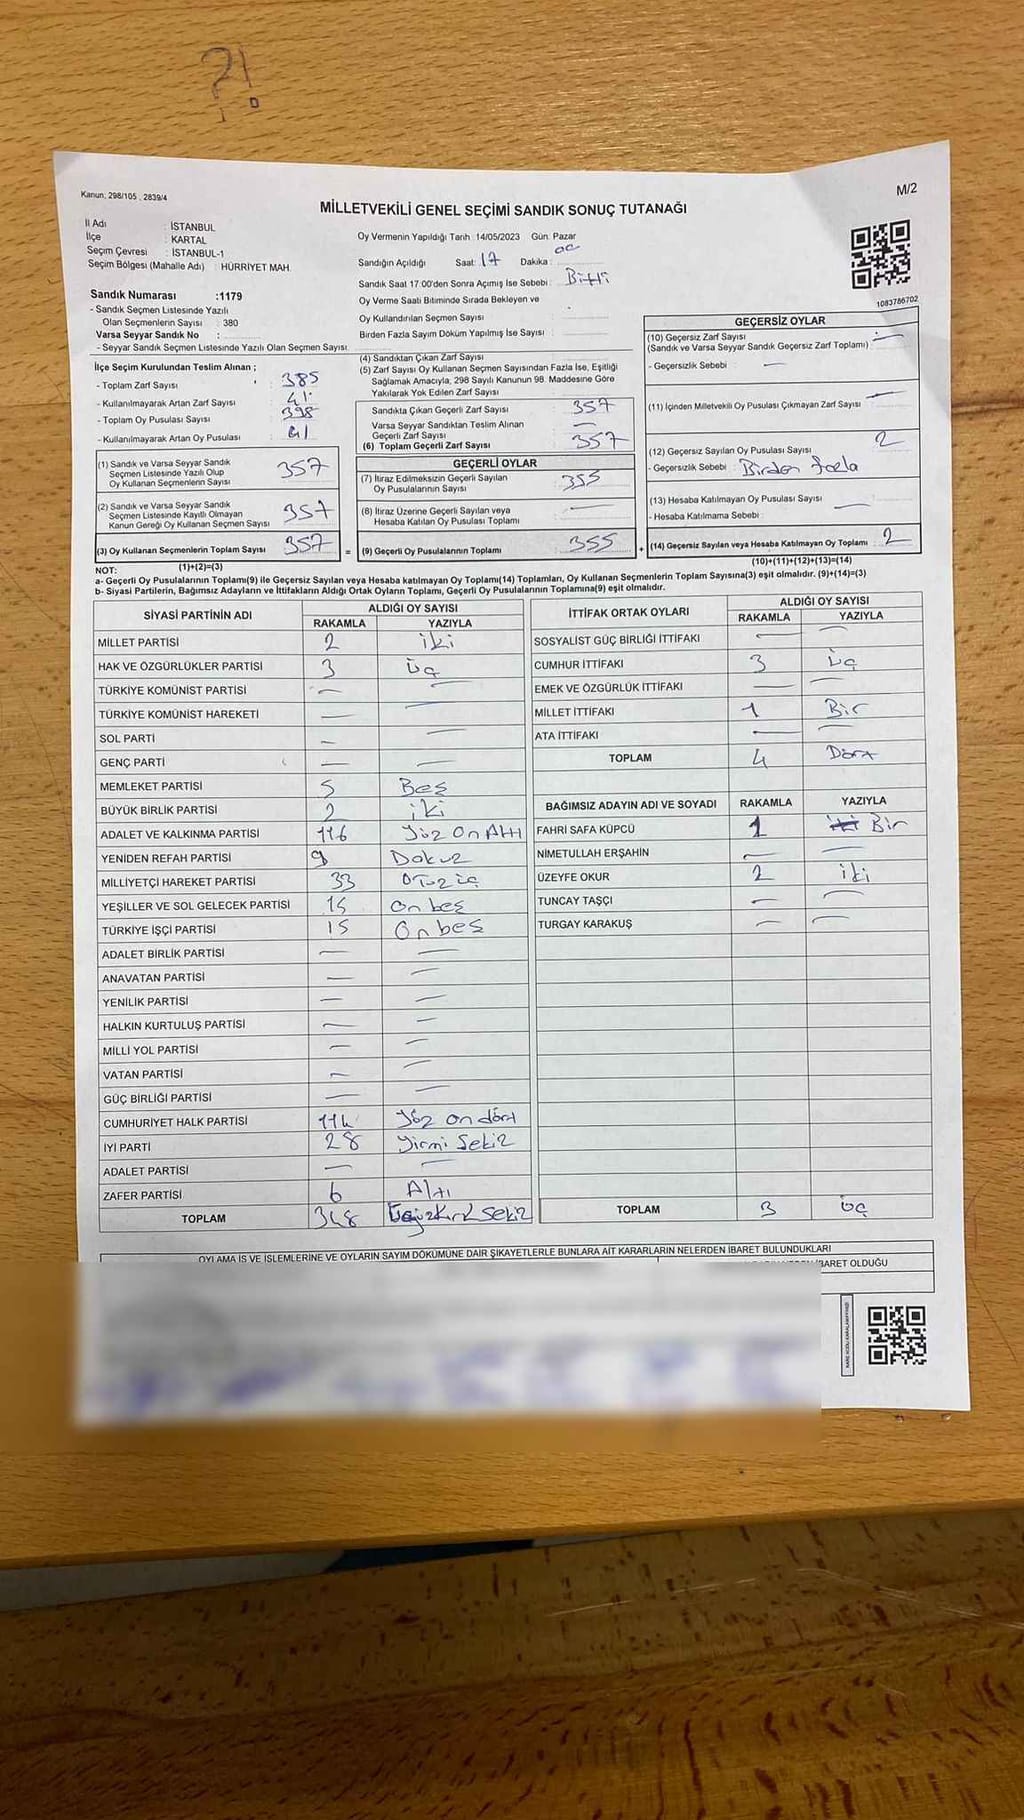 ?!
Kanun, 298/105 , 2839/4
M/2
MİLLETVEKİLİ GENEL SEÇİMİ SANDIK SONUÇ TUTANAĞI
İl Adı : İSTANBUL
İlçe : KARTAL
Seçim Çevresi : İSTANBUL-1
Seçim Bölgesi (Mahalle Adı) : HÜRRİYET MAH.
Sandık Numarası :1179
- Sandık Seçmen Listesinde Yazılı
Olan Seçmenlerin Sayısı : 380
Varsa Seyyar Sandık No :
- Seyyar Sandık Seçmen Listesinde Yazılı Olan Seçmen Sayısı:
Oy Vermenin Yapıldığı Tarih :14/05/2023 Gün: Pazar
Sandığın Açıldığı Saat: 17 Dakika: 00
Sandık Saat 17:00'den Sonra Açımış İse Sebebi: Bitti
Oy Verme Saati Bitiminde Sırada Bekleyen ve
Oy Kullandırılan Seçmen Sayısı :
Birden Fazla Sayım Döküm Yapılmış İse Sayısı :
1083786702
İlçe Seçim Kurulundan Teslim Alınan ;
- Toplam Zarf Sayısı : 385
- Kullanılmayarak Artan Zarf Sayısı : 41
- Toplam Oy Pusulası Sayısı : 398
- Kullanılmayarak Artan Oy Pusulası : 41
(1) Sandık ve Varsa Seyyar Sandık
Seçmen Listesinde Yazılı Olup
Oy Kullanan Seçmenlerin Sayısı 357
(2) Sandık ve Varsa Seyyar Sandık
Seçmen Listesinde Kayıtlı Olmayan
Kanun Gereği Oy Kullanan Seçmen Sayısı 357
(3) Oy Kullanan Seçmenlerin Toplam Sayısı 357
(1)+(2)=(3)
(4) Sandıktan Çıkan Zarf Sayısı :
(5) Zarf Sayısı Oy Kullanan Seçmen Sayısından Fazla İse, Eşitliği
Sağlamak Amacıyla, 298 Sayılı Kanunun 98. Maddesine Göre
Yakılarak Yok Edilen Zarf Sayısı :
Sandıkta Çıkan Geçerli Zarf Sayısı : 357
Varsa Seyyar Sandıktan Teslim Alınan
Geçerli Zarf Sayısı : —
(6) Toplam Geçerli Zarf Sayısı : 357
GEÇERLİ OYLAR
(7) İtiraz Edilmeksizin Geçerli Sayılan
Oy Pusulalarının Sayısı : 355
(8) İtiraz Üzerine Geçerli Sayılan veya
Hesaba Katılan Oy Pusulası Toplamı : —
= (9) Geçerli Oy Pusulalarının Toplamı : 355
GEÇERSİZ OYLAR
(10) Geçersiz Zarf Sayısı : —
(Sandık ve Varsa Seyyar Sandık Geçersiz Zarf Toplamı)
- Geçersizlik Sebebi : —
(11) İçinden Milletvekili Oy Pusulası Çıkmayan Zarf Sayısı : —
(12) Geçersiz Sayılan Oy Pusulası Sayısı : 2
- Geçersizlik Sebebi : Birden fazla
(13) Hesaba Katılmayan Oy Pusulası Sayısı : —
- Hesaba Katılmama Sebebi :
+ (14) Geçersiz Sayılan veya Hesaba Katılmayan Oy Toplamı : 2
(10)+(11)+(12)+(13)=(14)
NOT:
a- Geçerli Oy Pusulalarının Toplamı(9) ile Geçersiz Sayılan veya Hesaba katılmayan Oy Toplamı(14) Toplamları, Oy Kullanan Seçmenlerin Toplam Sayısına(3) eşit olmalıdır. (9)+(14)=(3)
b- Siyasi Partilerin, Bağımsız Adayların ve İttifakların Aldığı Ortak Oyların Toplamı, Geçerli Oy Pusulalarının Toplamına(9) eşit olmalıdır.
SİYASİ PARTİNİN ADI ALDIĞI OY SAYISI
RAKAMLA YAZIYLA
MİLLET PARTİSİ 2 iki
HAK VE ÖZGÜRLÜKLER PARTİSİ 3 üç
TÜRKİYE KOMÜNİST PARTİSİ — —
TÜRKİYE KOMÜNİST HAREKETİ — —
SOL PARTİ — —
GENÇ PARTİ — —
MEMLEKET PARTİSİ 5 Beş
BÜYÜK BİRLİK PARTİSİ 2 iki
ADALET VE KALKINMA PARTİSİ 116 Yüz On Altı
YENİDEN REFAH PARTİSİ 9 Dokuz
MİLLİYETÇİ HAREKET PARTİSİ 33 OTuz üç
YEŞİLLER VE SOL GELECEK PARTİSİ 15 On beş
TÜRKİYE İŞÇİ PARTİSİ 15 On beş
ADALET BİRLİK PARTİSİ — —
ANAVATAN PARTİSİ — —
YENİLİK PARTİSİ — —
HALKIN KURTULUŞ PARTİSİ — —
MİLLİ YOL PARTİSİ — —
VATAN PARTİSİ — —
GÜÇ BİRLİĞİ PARTİSİ — —
CUMHURİYET HALK PARTİSİ 114 Yüz on dört
İYİ PARTİ 28 Yirmi Sekiz
ADALET PARTİSİ — —
ZAFER PARTİSİ 6 Altı
TOPLAM 348 Üçyüzkırk sekiz
İTTİFAK ORTAK OYLARI ALDIĞI OY SAYISI
RAKAMLA YAZIYLA
SOSYALİST GÜÇ BİRLİĞİ İTTİFAKI — —
CUMHUR İTTİFAKI 3 üç
EMEK VE ÖZGÜRLÜK İTTİFAKI — —
MİLLET İTTİFAKI 1 Bir
ATA İTTİFAKI — —
TOPLAM 4 Dört
BAĞIMSIZ ADAYIN ADI VE SOYADI RAKAMLA YAZIYLA
FAHRİ SAFA KÜPCÜ 1 Bir
NİMETULLAH ERŞAHİN — —
ÜZEYFE OKUR 2 iki
TUNCAY TAŞÇI — —
TURGAY KARAKUŞ — —
TOPLAM 3 üç
OYLAMA İŞ VE İŞLEMLERİNE VE OYLARIN SAYIM DÖKÜMÜNE DAİR ŞİKAYETLERLE BUNLARA AİT KARARLARIN NELERDEN İBARET BULUNDUKLARI
İBARET OLDUĞU